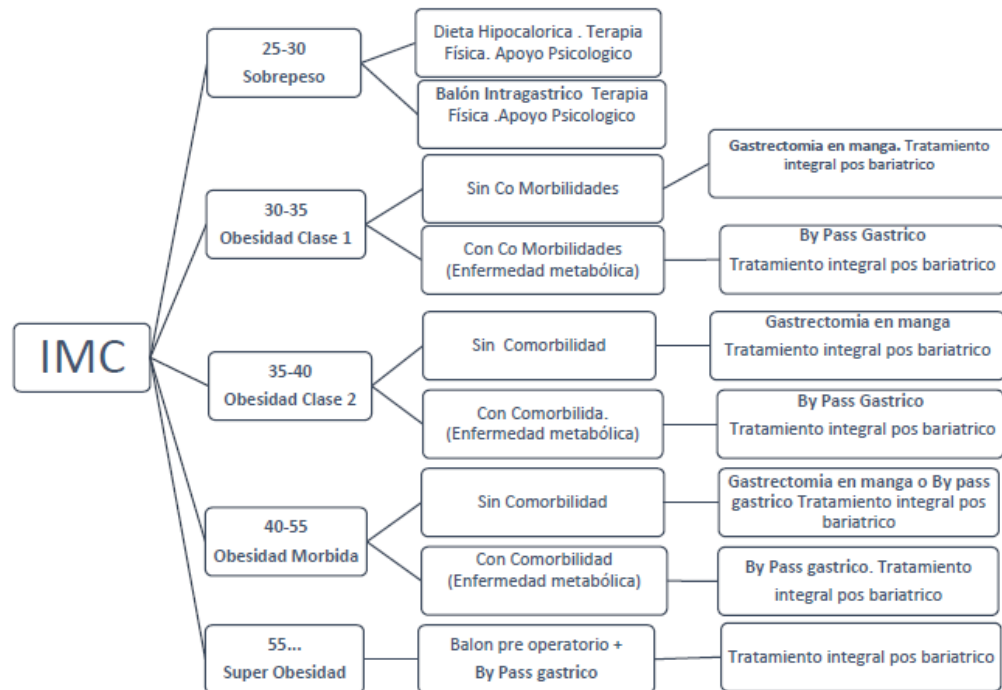 IMC
25-30
Sobrepeso
Dieta Hipocalorica . Terapia
Física. Apoyo Psicologico
Balón Intragastrico Terapia
Física .Apoyo Psicologico
30-35
Obesidad Clase 1
Sin Co Morbilidades
Gastrectomia en manga. Tratamiento
integral pos bariatrico
Con Co Morbilidades
(Enfermedad metabólica)
By Pass Gastrico
Tratamiento integral pos bariatrico
35-40
Obesidad Clase 2
Sin Comorbilidad
Gastrectomia en manga
Tratamiento integral pos bariatrico
Con Comorbilida.
(Enfermedad metabólica)
By Pass Gastrico
Tratamiento integral pos bariatrico
40-55
Obesidad Morbida
Sin Comorbilidad
Gastrectomia en manga o By pass
gastrico Tratamiento integral pos
bariatrico
Con Comorbilidad
(Enfermedad metabólica)
By Pass gastrico. Tratamiento
integral pos bariatrico
55...
Super Obesidad
Balon pre operatorio +
By Pass gastrico
Tratamiento integral pos bariatrico